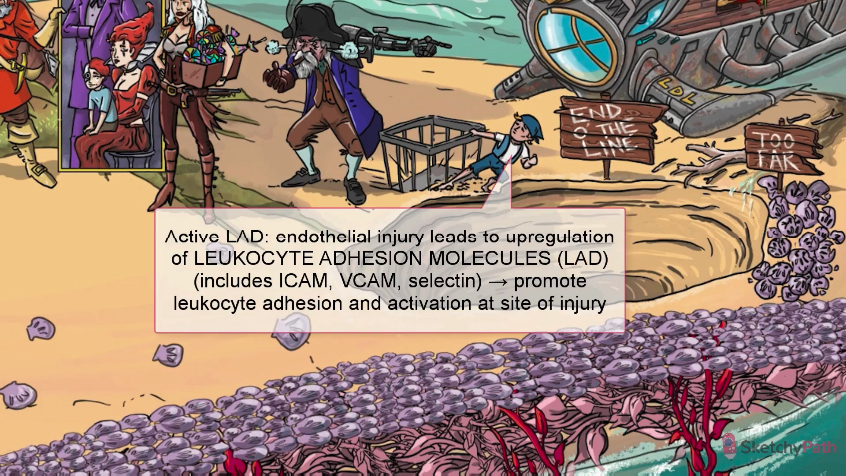 END
O' THE
LINE
TOO
FAR
LDL
Active LAD: endothelial injury leads to upregulation
of LEUKOCYTE ADHESION MOLECULES (LAD)
(includes ICAM, VCAM, selectin) → promote
leukocyte adhesion and activation at site of injury
SketchyPath